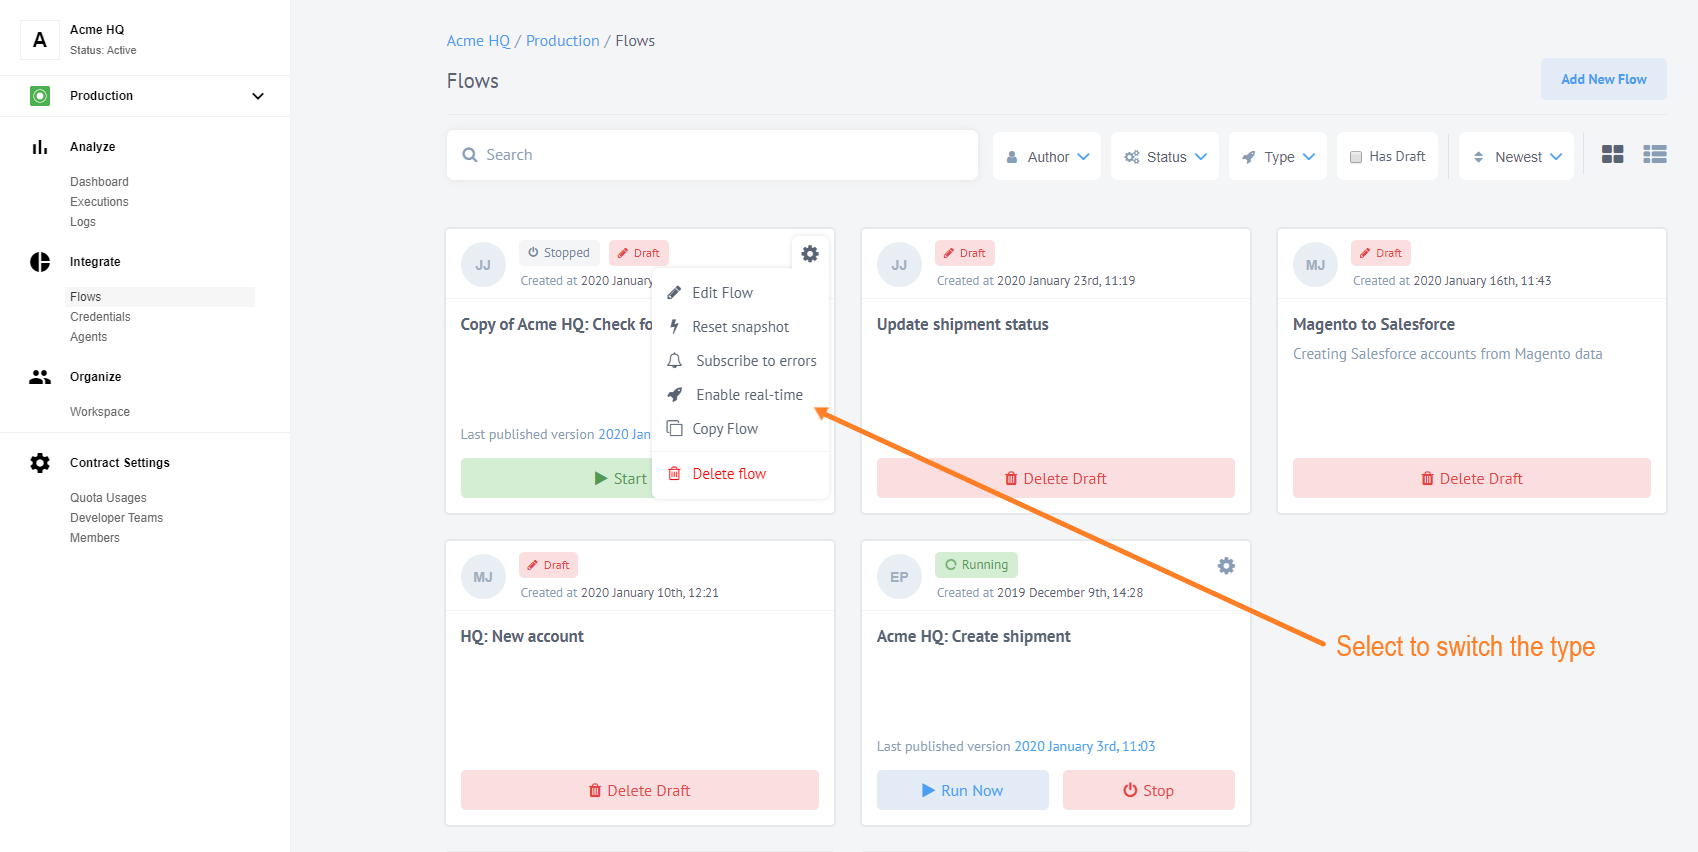 A
Acme HQ
Status: Active
Production
Analyze
Dashboard
Executions
Logs
Integrate
Flows
Credentials
Agents
Organize
Workspace
Contract Settings
Quota Usages
Developer Teams
Members
Acme HQ / Production / Flows
Flows
Add New Flow
Search
Author
Status
Type
Has Draft
Newest
JJ
Stopped
Draft
Created at 2020 January
Copy of Acme HQ: Check fo
Last published version 2020 Jan
Start
Edit Flow
Reset snapshot
Subscribe to errors
Enable real-time
Copy Flow
Delete flow
JJ
Draft
Created at 2020 January 23rd, 11:19
Update shipment status
Delete Draft
MJ
Draft
Created at 2020 January 16th, 11:43
Magento to Salesforce
Creating Salesforce accounts from Magento data
Delete Draft
MJ
Draft
Created at 2020 January 10th, 12:21
HQ: New account
Delete Draft
EP
Running
Created at 2019 December 9th, 14:28
Acme HQ: Create shipment
Last published version 2020 January 3rd, 11:03
Run Now
Stop
Select to switch the type